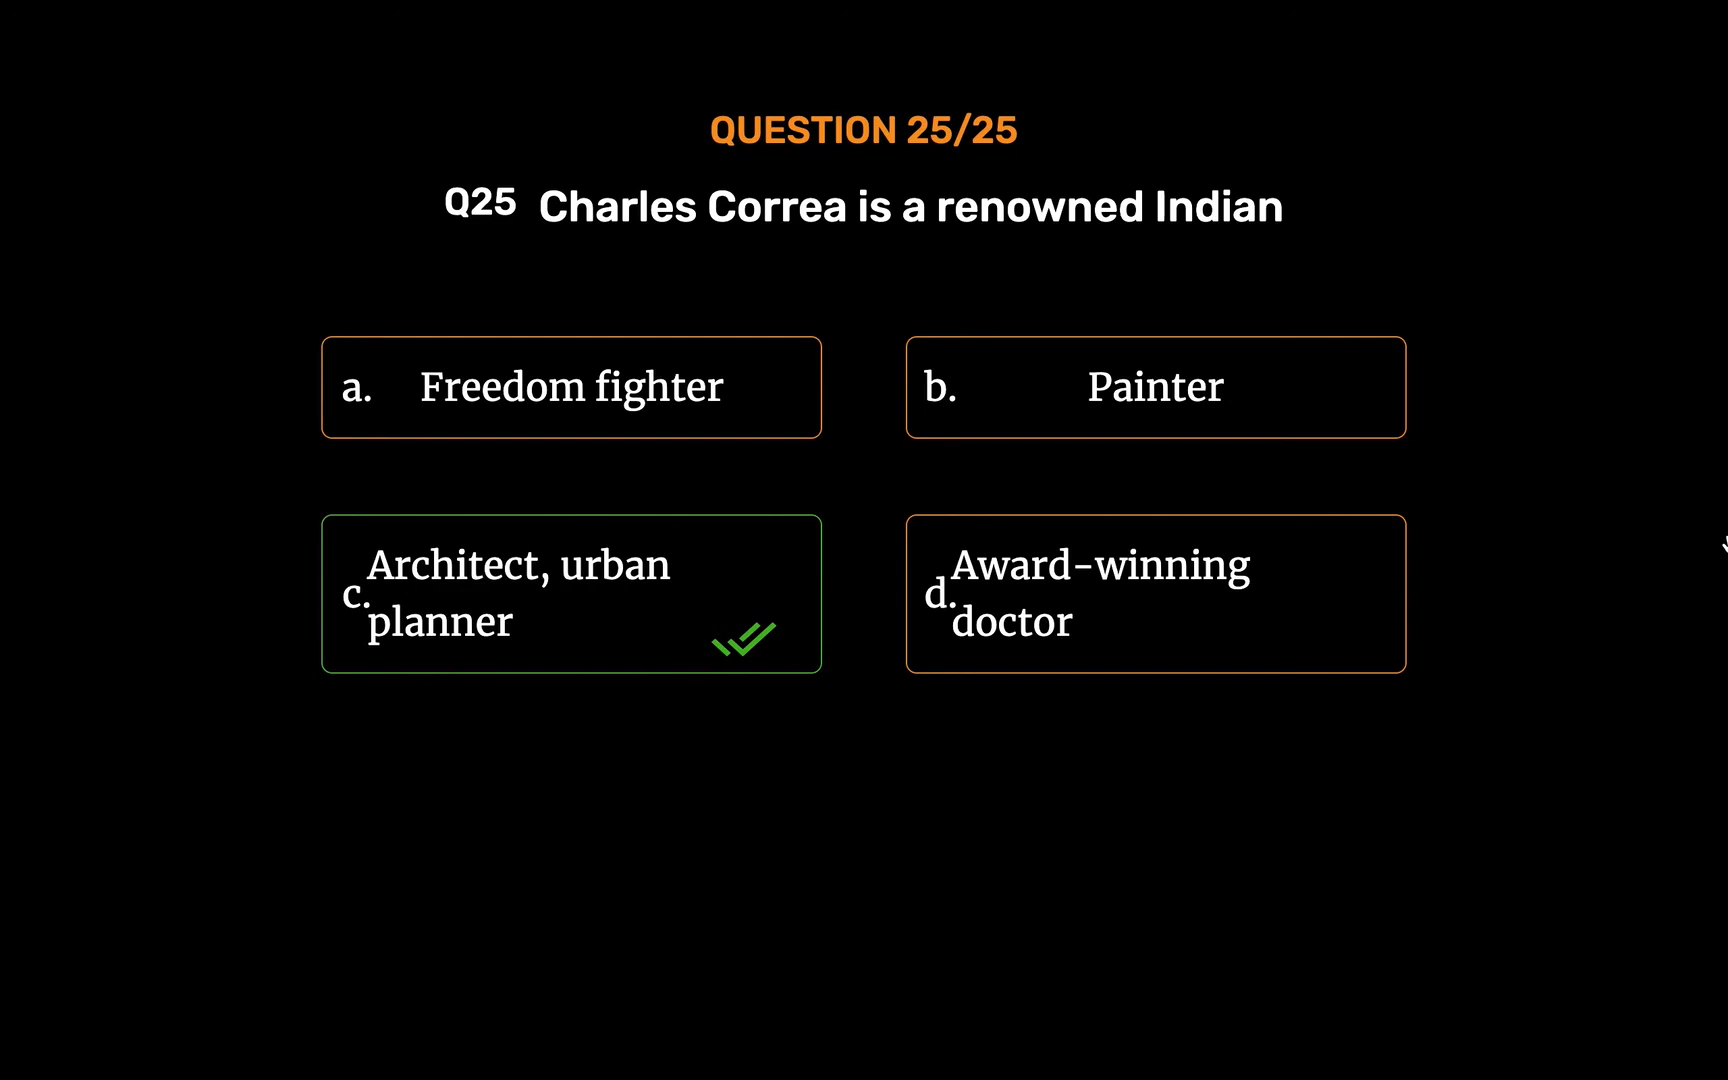 QUESTION 25/25
Q25 Charles Correa is a renowned Indian
a. Freedom fighter
b. Painter
c. Architect, urban
planner
d. Award-winning
doctor